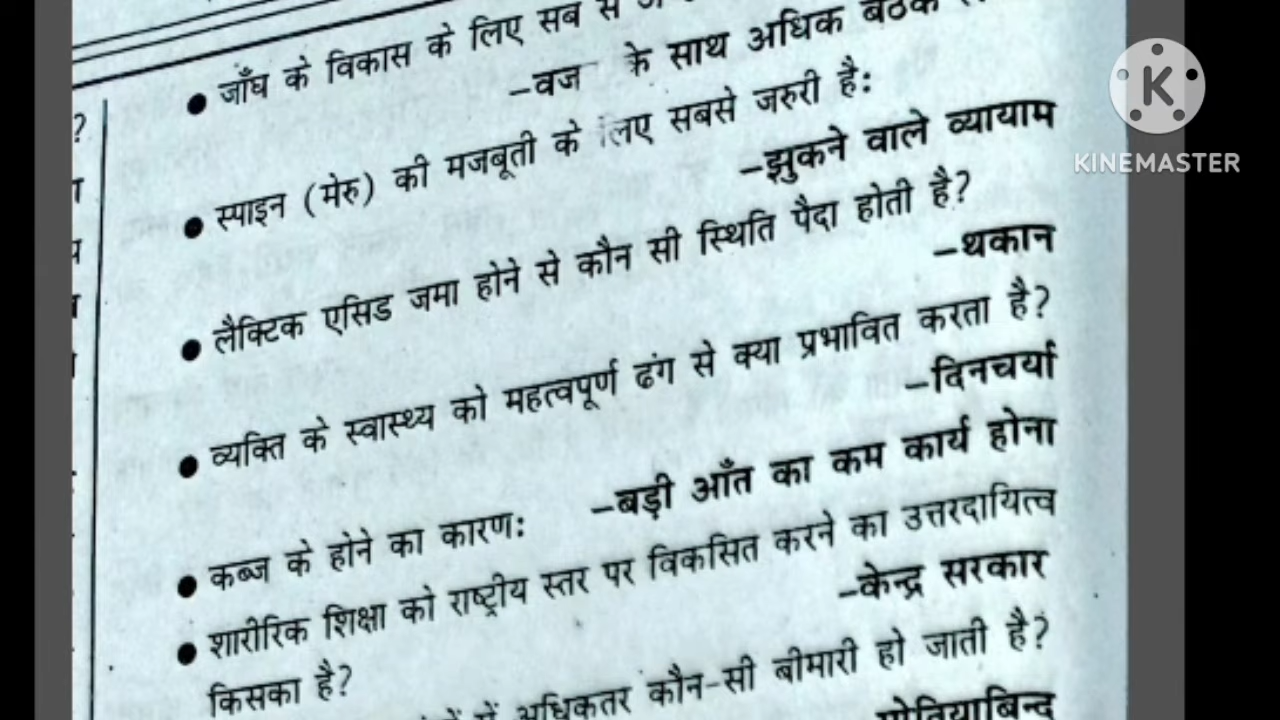 ● जाँघ के विकास के लिए सब से
–वज के साथ अधिक बैठक
● स्पाइन (मेरु) की मजबूती के लिए सबसे जरुरी है:
–झुकने वाले व्यायाम
● लैक्टिक एसिड जमा होने से कौन सी स्थिति पैदा होती है?
–थकान
● व्यक्ति के स्वास्थ्य को महत्वपूर्ण ढंग से क्या प्रभावित करता है?
–दिनचर्या
● कब्ज के होने का कारण: –बड़ी आँत का कम कार्य होना
● शारीरिक शिक्षा को राष्ट्रीय स्तर पर विकसित करने का उत्तरदायित्व
किसका है? –केन्द्र सरकार
में अधिकतर कौन-सी बीमारी हो जाती है?
मोतियाबिन्द
?
K
KINEMASTER